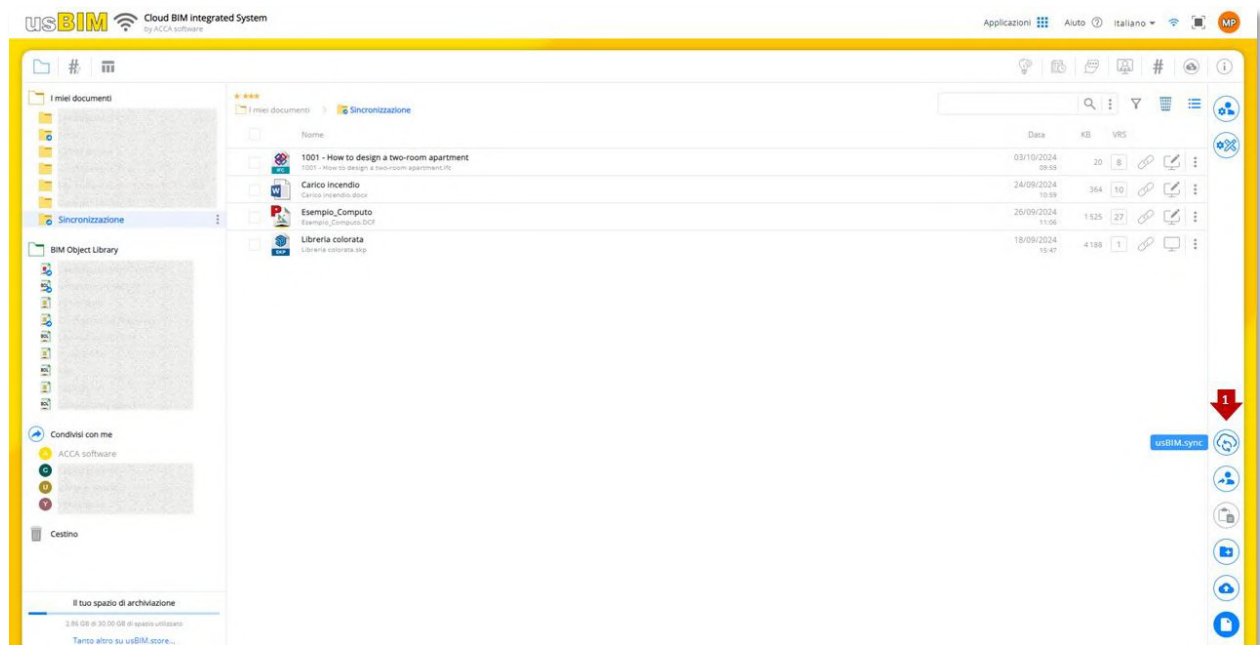 usBIM
Cloud BIM integrated System
by ACCA software
Applicazioni
Aiuto
Italiano
MP
#
#
i
I miei documenti
Sincronizzazione
BIM Object Library
Condivisi con me
ACCA software
C
U
Y
Cestino
Il tuo spazio di archiviazione
2.86 GB di 30.00 GB di spazio utilizzato
Tanto altro su usBIM.store...
I miei documenti > Sincronizzazione
Nome Data KB VRS
1001 - How to design a two-room apartment
1001 - How to design a two-room apartment.ifc
IFC
03/10/2024
09:59
20 8
Carico incendio
Carico incendio.docx
24/09/2024
10:59
364 10
Esempio_Computo
Esempio_Computo.DCF
26/09/2024
11:06
1 525 27
Libreria colorata
Libreria colorata.skp
SKP
18/09/2024
15:47
4 188 1
1
usBIM.sync